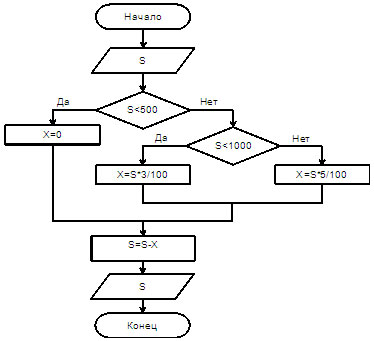 Начало
S
S<500
Да
Нет
X=0
S<1000
Да
Нет
X=S*3/100
X=S*5/100
S=S-X
S
Конец